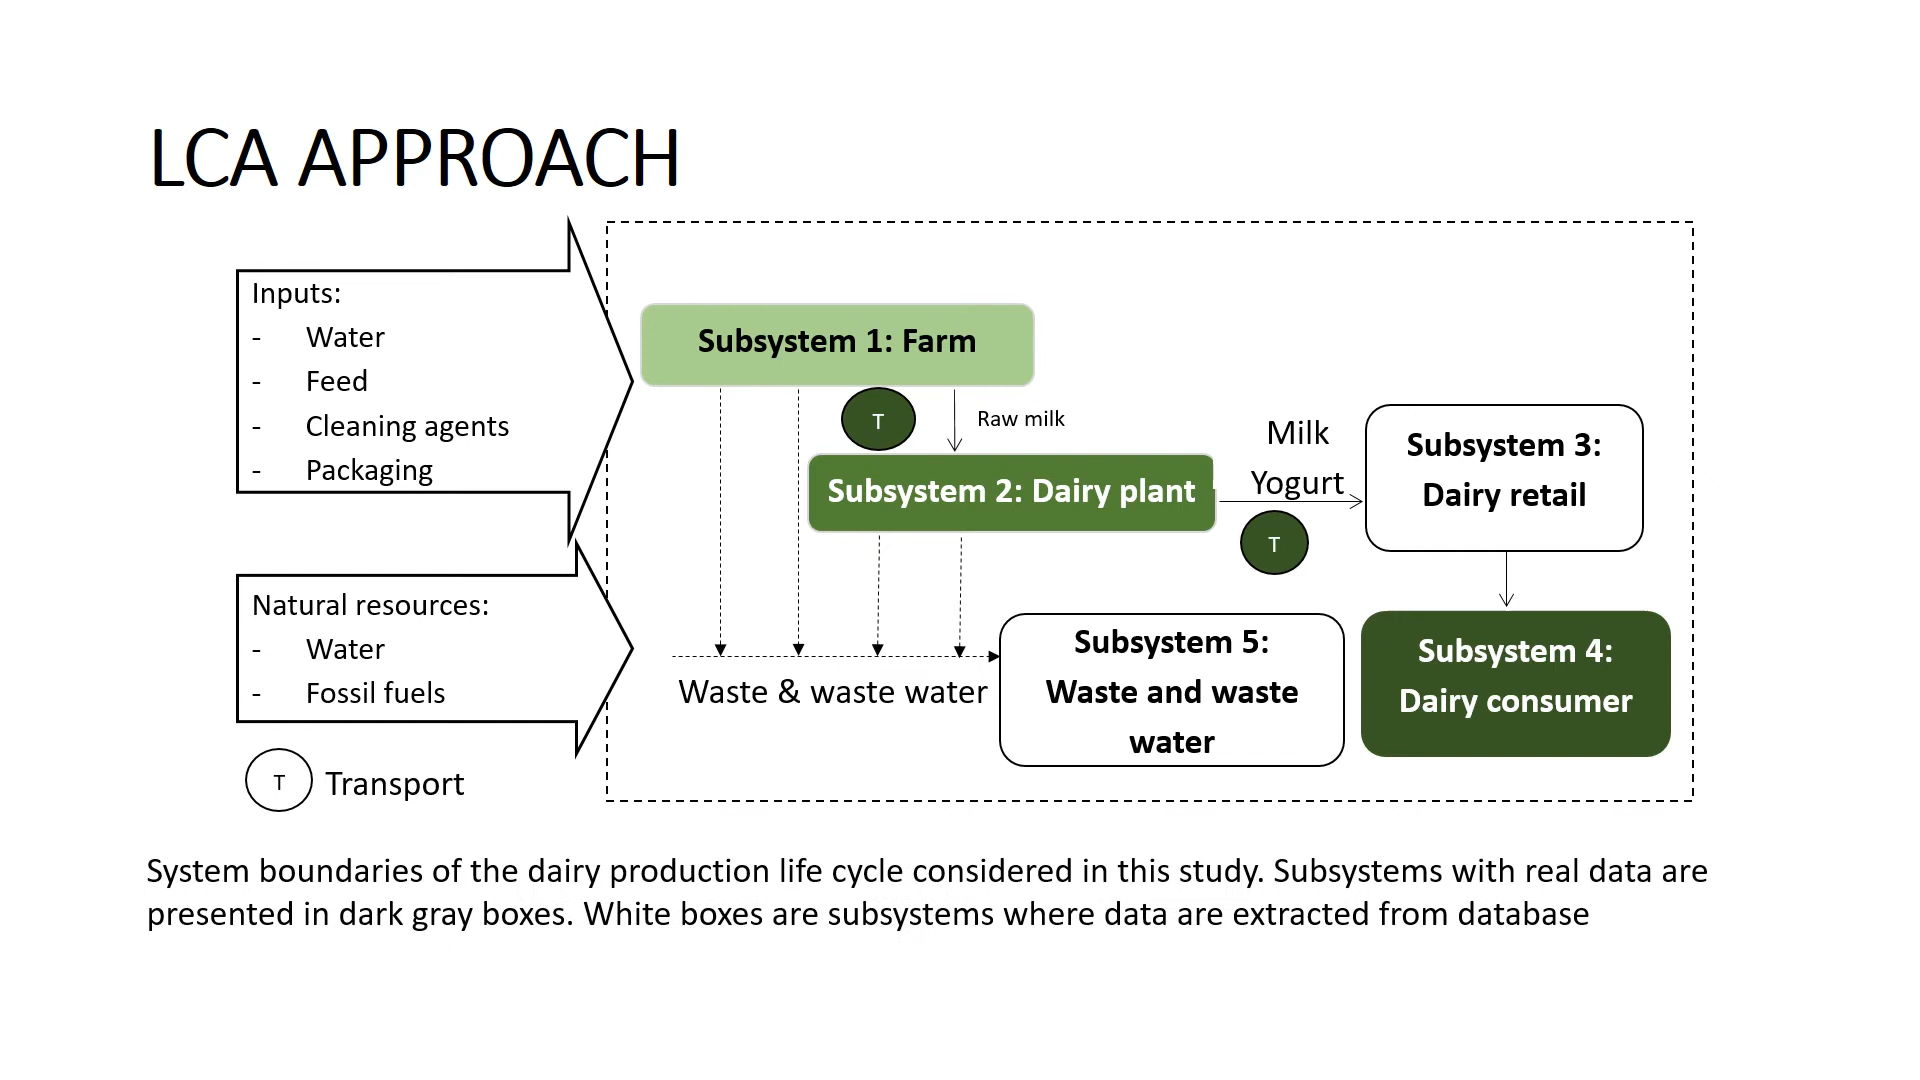 LCA APPROACH
Inputs:
- Water
- Feed
- Cleaning agents
- Packaging
Natural resources:
- Water
- Fossil fuels
T Transport
Subsystem 1: Farm
T
Raw milk
Subsystem 2: Dairy plant
Milk
Yogurt
T
Subsystem 3:
Dairy retail
Subsystem 4:
Dairy consumer
Waste & waste water
Subsystem 5:
Waste and waste
water
System boundaries of the dairy production life cycle considered in this study. Subsystems with real data are
presented in dark gray boxes. White boxes are subsystems where data are extracted from database